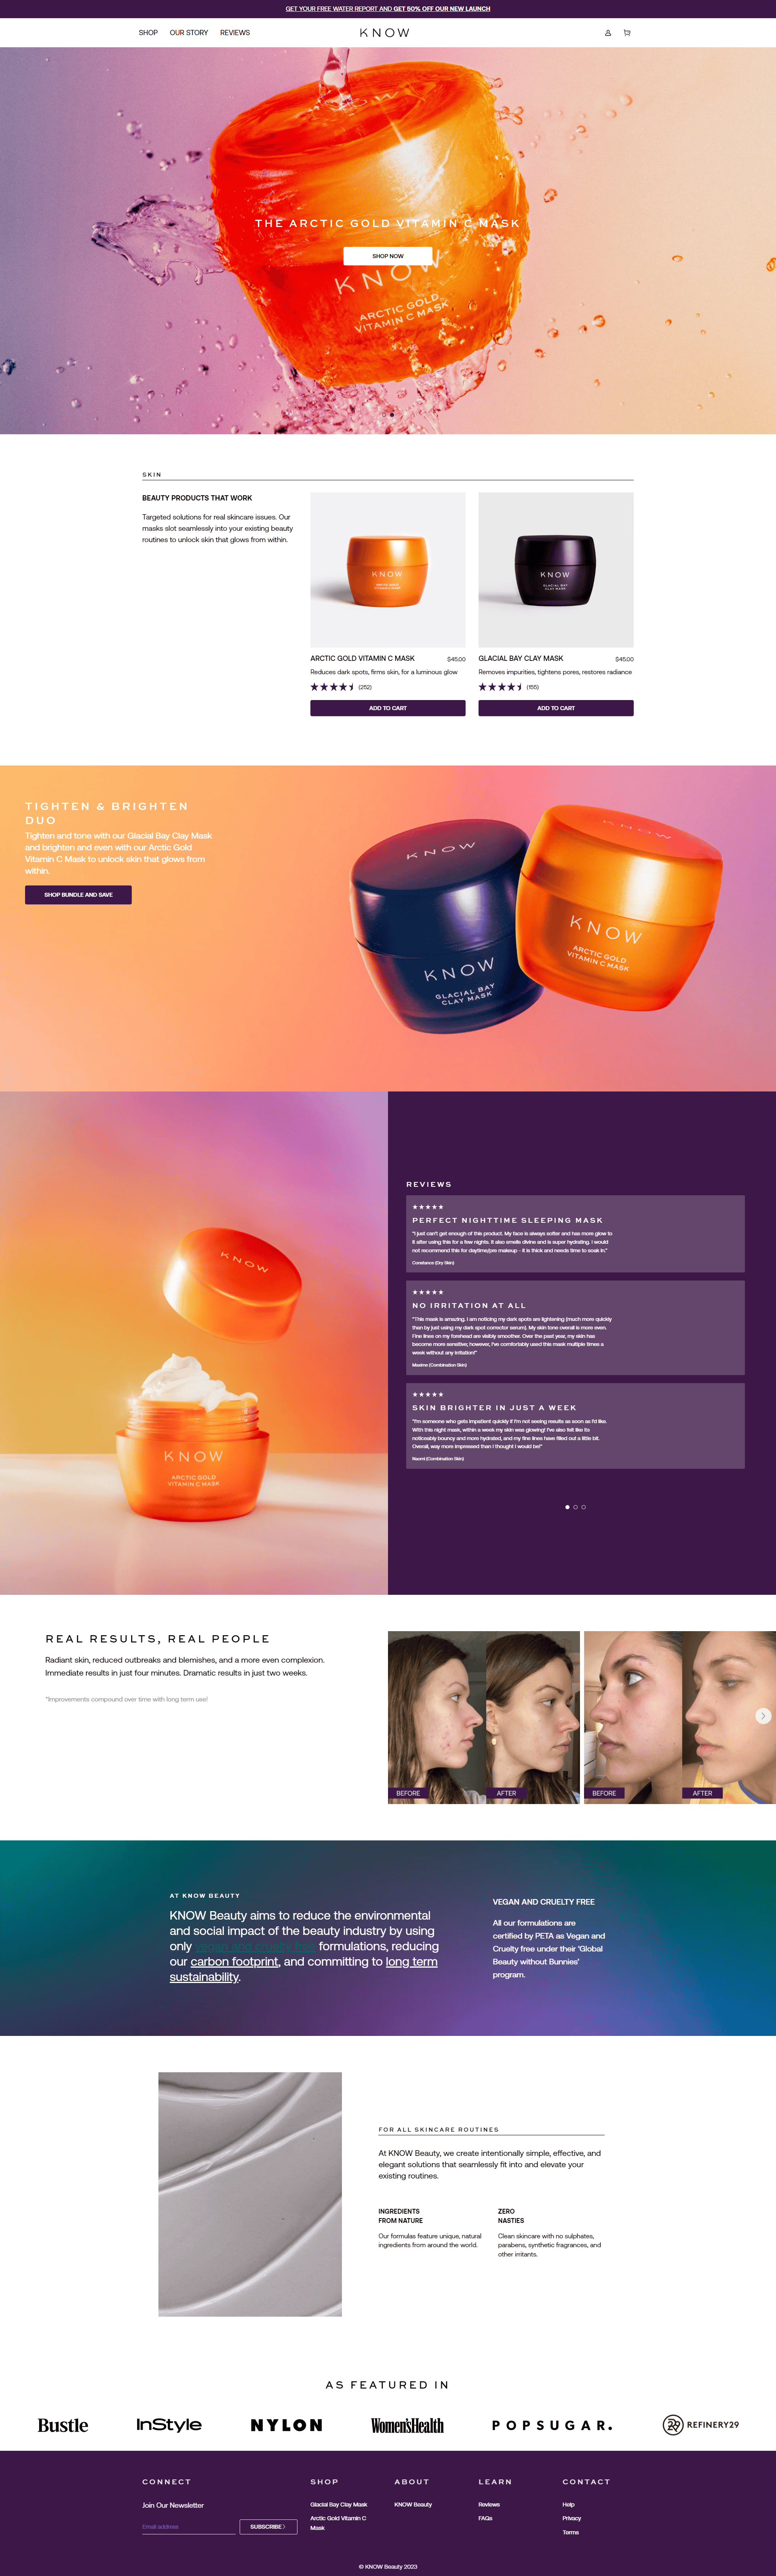 GET YOUR FREE WATER REPORT AND GET 50% OFF OUR NEW LAUNCH
SHOP OUR STORY REVIEWS
KNOW
THE ARCTIC GOLD VITAMIN C MASK
SHOP NOW
KNOW
ARCTIC GOLD
VITAMIN C MASK
SKIN
BEAUTY PRODUCTS THAT WORK
Targeted solutions for real skincare issues. Our
masks slot seamlessly into your existing beauty
routines to unlock skin that glows from within.
KNOW
ARCTIC GOLD
VITAMIN C MASK
ARCTIC GOLD VITAMIN C MASK $45.00
Reduces dark spots, firms skin, for a luminous glow
(252)
ADD TO CART
KNOW
GLACIAL BAY
CLAY MASK
GLACIAL BAY CLAY MASK $45.00
Removes impurities, tightens pores, restores radiance
(155)
ADD TO CART
TIGHTEN & BRIGHTEN
DUO
Tighten and tone with our Glacial Bay Clay Mask
and brighten and even with our Arctic Gold
Vitamin C Mask to unlock skin that glows from
within.
SHOP BUNDLE AND SAVE
KNOW
KNOW
GLACIAL BAY
CLAY MASK
KNOW
KNOW
ARCTIC GOLD
VITAMIN C MASK
KNOW
KNOW
ARCTIC GOLD
VITAMIN C MASK
REVIEWS
★★★★★
PERFECT NIGHTTIME SLEEPING MASK
"I just can't get enough of this product. My face is always softer and has more glow to
it after using this for a few nights. It also smells divine and is super hydrating. I would
not recommend this for daytime/pre makeup - it is thick and needs time to soak in."
Constance (Dry Skin)
★★★★★
NO IRRITATION AT ALL
"This mask is amazing. I am noticing my dark spots are lightening (much more quickly
than by just using my dark spot corrector serum). My skin tone overall is more even.
Fine lines on my forehead are visibly smoother. Over the past year, my skin has
become more sensitive, however, I've comfortably used this mask multiple times a
week without any irritation!"
Maxime (Combination Skin)
★★★★★
SKIN BRIGHTER IN JUST A WEEK
"I'm someone who gets impatient quickly if I'm not seeing results as soon as I'd like.
With this night mask, within a week my skin was glowing! I've also felt like its
noticeably bouncy and more hydrated, and my fine lines have filled out a little bit.
Overall, way more impressed than I thought I would be!"
Naomi (Combination Skin)
REAL RESULTS, REAL PEOPLE
Radiant skin, reduced outbreaks and blemishes, and a more even complexion.
Immediate results in just four minutes. Dramatic results in just two weeks.
*Improvements compound over time with long term use!
BEFORE AFTER BEFORE AFTER
AT KNOW BEAUTY
KNOW Beauty aims to reduce the environmental
and social impact of the beauty industry by using
only formulations, reducing
our carbon footprint, and committing to long term
sustainability.
VEGAN AND CRUELTY FREE
All our formulations are
certified by PETA as Vegan and
Cruelty free under their 'Global
Beauty without Bunnies'
program.
FOR ALL SKINCARE ROUTINES
At KNOW Beauty, we create intentionally simple, effective, and
elegant solutions that seamlessly fit into and elevate your
existing routines.
INGREDIENTS
FROM NATURE
Our formulas feature unique, natural
ingredients from around the world.
ZERO
NASTIES
Clean skincare with no sulphates,
parabens, synthetic fragrances, and
other irritants.
AS FEATURED IN
Bustle InStyle NYLON Women'sHealth POPSUGAR. R29 REFINERY29
CONNECT
Join Our Newsletter
Email address SUBSCRIBE
SHOP
Glacial Bay Clay Mask
Arctic Gold Vitamin C
Mask
ABOUT
KNOW Beauty
LEARN
Reviews
FAQs
CONTACT
Help
Privacy
Terms
© KNOW Beauty 2023